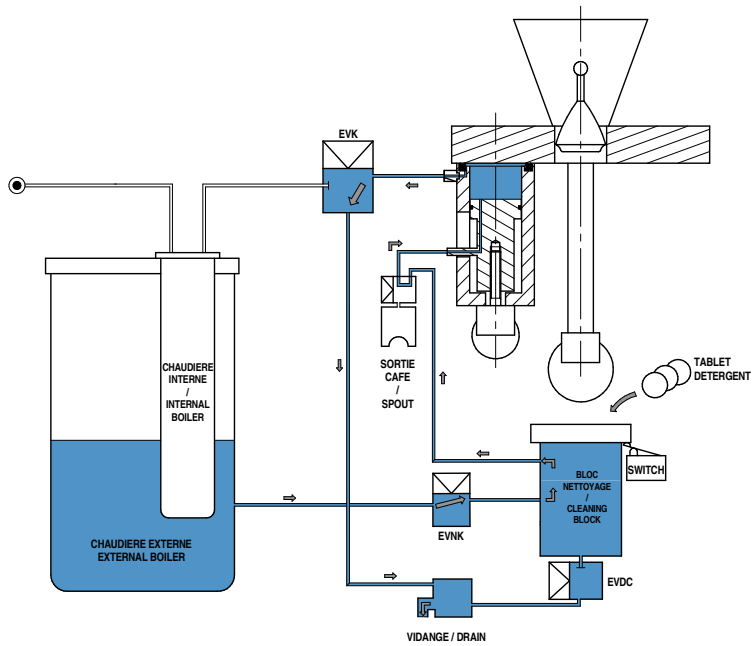 EVK
CHAUDIERE
INTERNE
/
INTERNAL
BOILER
SORTIE
CAFE
/
SPOUT
TABLET
DETERGENT
SWITCH
BLOC
NETTOYAGE
/
CLEANING
BLOCK
EVNK
CHAUDIERE EXTERNE
EXTERNAL BOILER
EVDC
VIDANGE / DRAIN